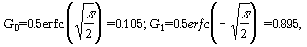 G₀=0.5erfc(√(π/2))=0.105; G₁=0.5erfc(−√(π/2))=0.895,